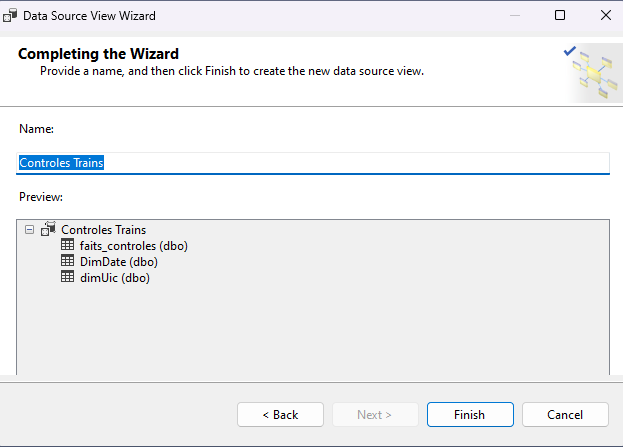 Data Source View Wizard
Completing the Wizard
Provide a name, and then click Finish to create the new data source view.
Name:
Controles Trains
Preview:
Controles Trains
faits_controles (dbo)
DimDate (dbo)
dimUic (dbo)
< Back
Next >
Finish
Cancel